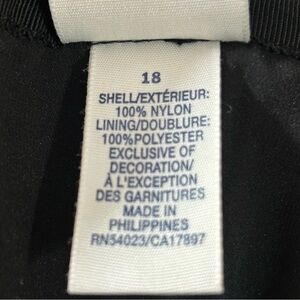 18
SHELL/EXTÉRIEUR:
100% NYLON
LINING/DOUBLURE:
100%POLYESTER
EXCLUSIVE OF
DECORATION/
À L'EXCEPTION
DES GARNITURES
MADE IN
PHILIPPINES
RN54023/CA17897